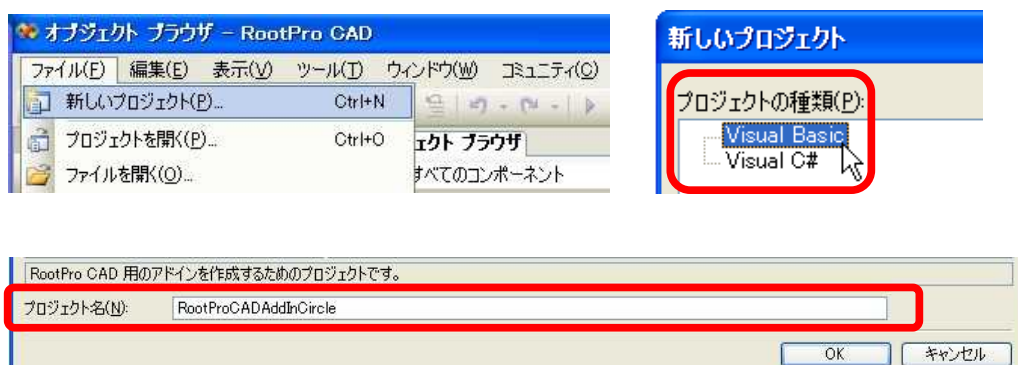 オブジェクト ブラウザ - RootPro CAD
ファイル(F) 編集(E) 表示(V) ツール(T) ウィンドウ(W) コミュニティ(C)
新しいプロジェクト(P)... Ctrl+N
プロジェクトを開く(P)... Ctrl+O
ェクト ブラウザ
ファイルを開く(O)...
すべてのコンポーネント
新しいプロジェクト
プロジェクトの種類(P):
Visual Basic
Visual C#
RootPro CAD 用のアドインを作成するためのプロジェクトです。
プロジェクト名(N): RootProCADAddInCircle
OK キャンセル